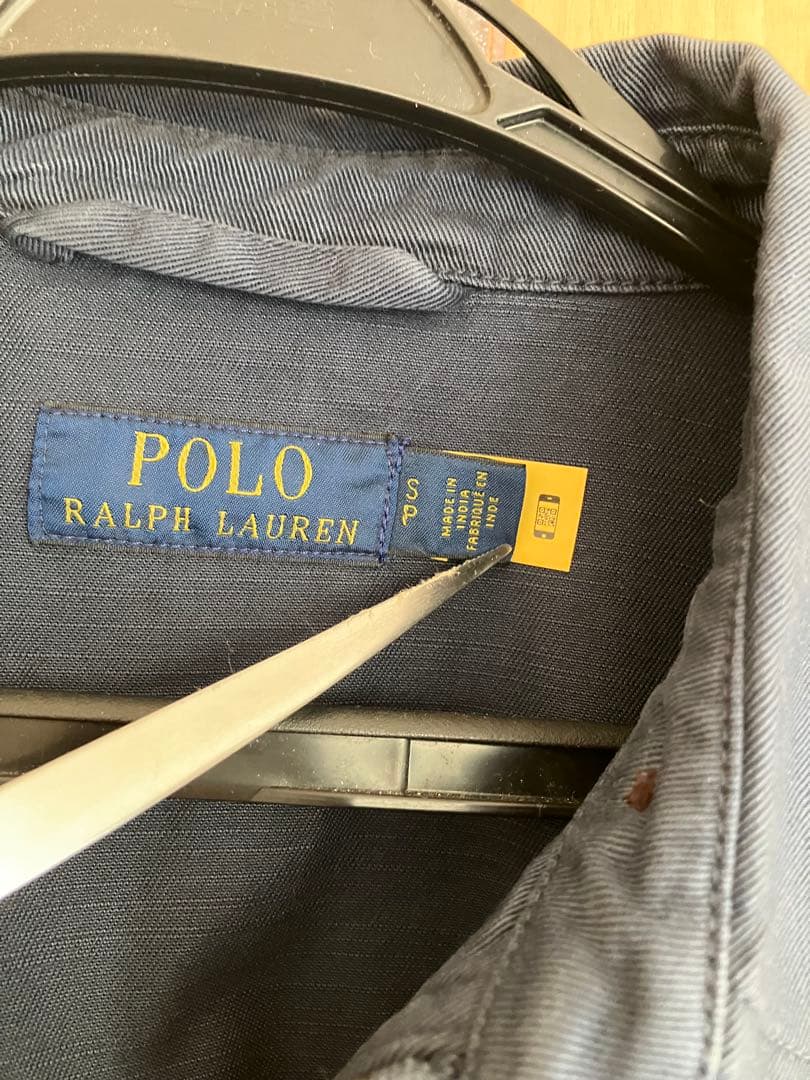 POLO
RALPH LAUREN
S
P
MADE IN
INDIA
FABRIQUÉ EN
INDE